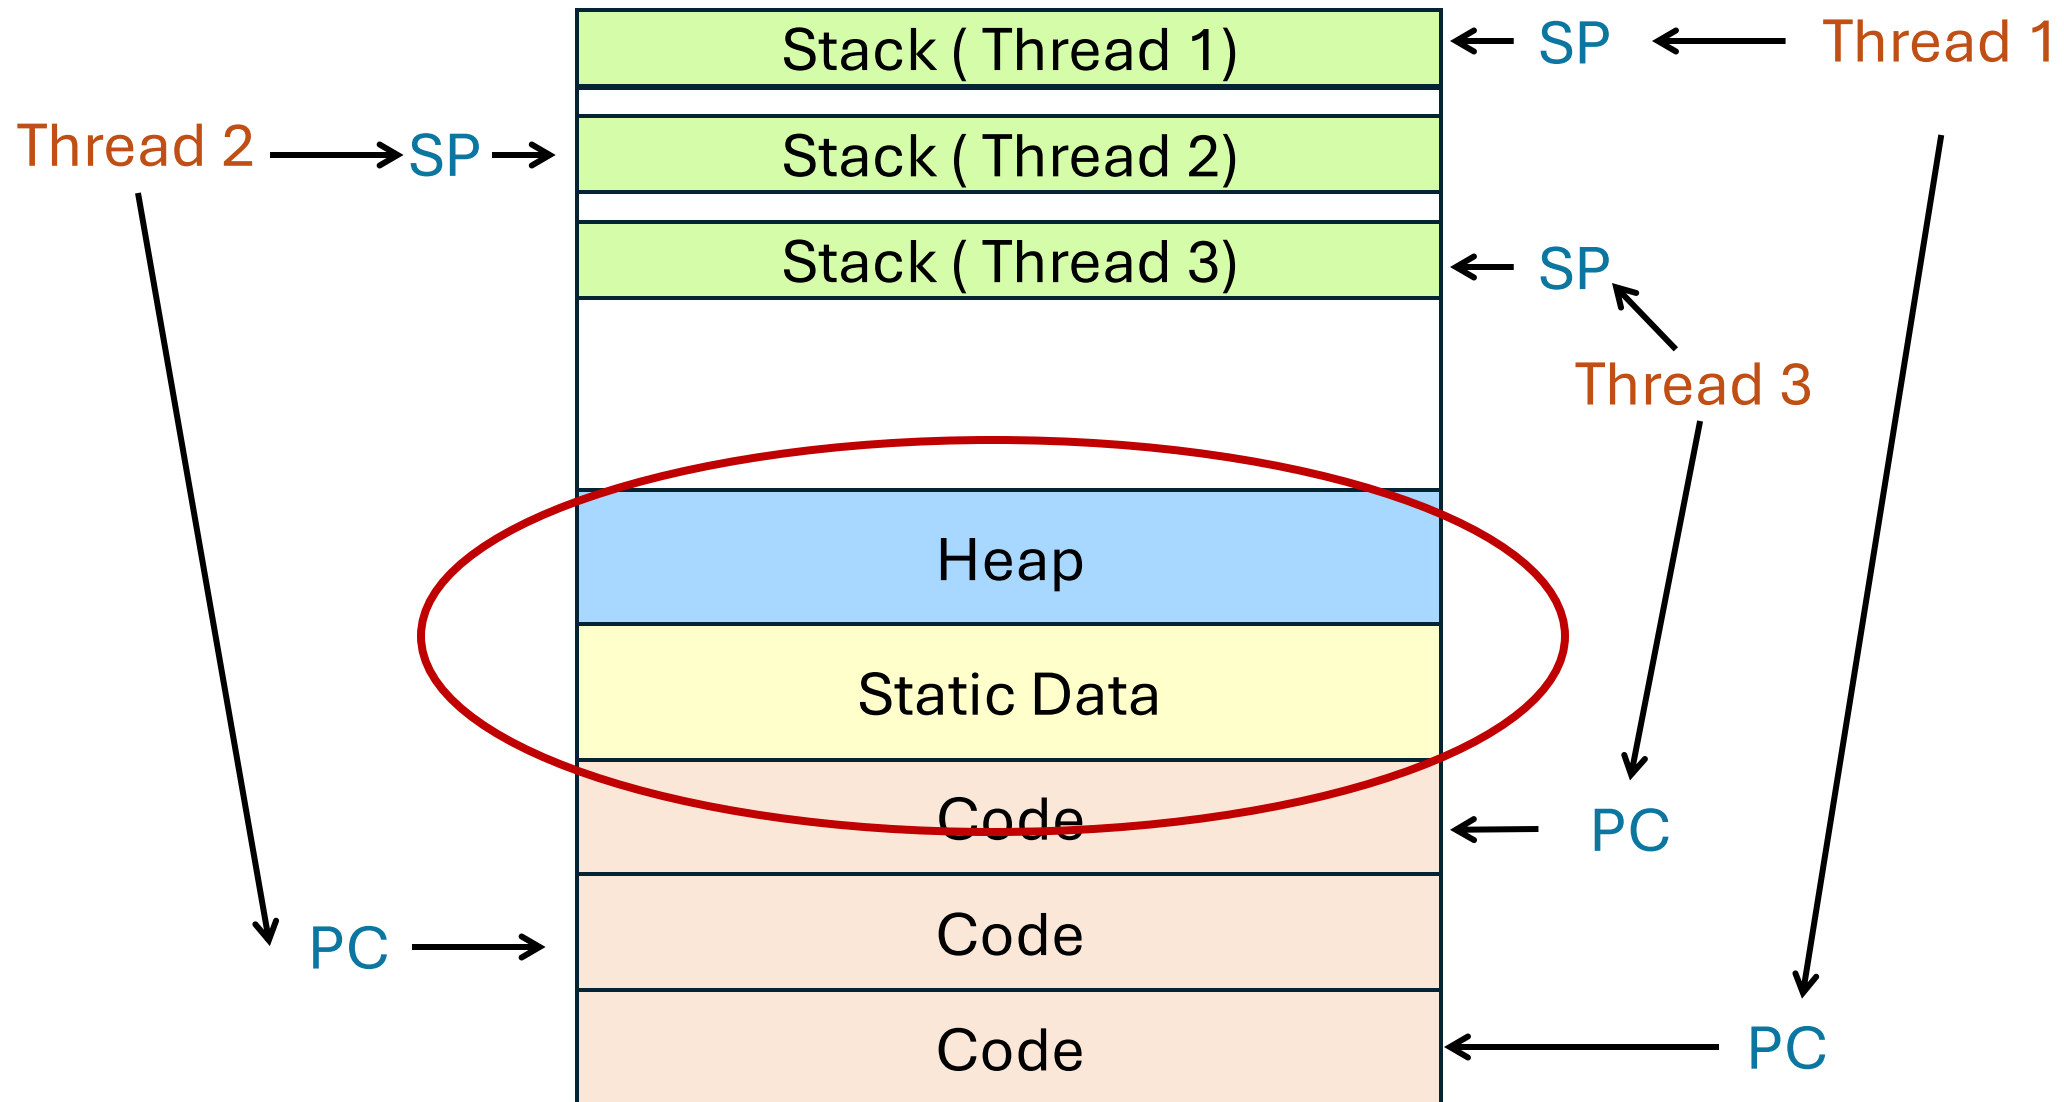 Stack ( Thread 1)
SP
Thread 1
Thread 2
SP
Stack ( Thread 2)
Stack ( Thread 3)
SP
Thread 3
Heap
Static Data
Code
PC
PC
Code
Code
PC